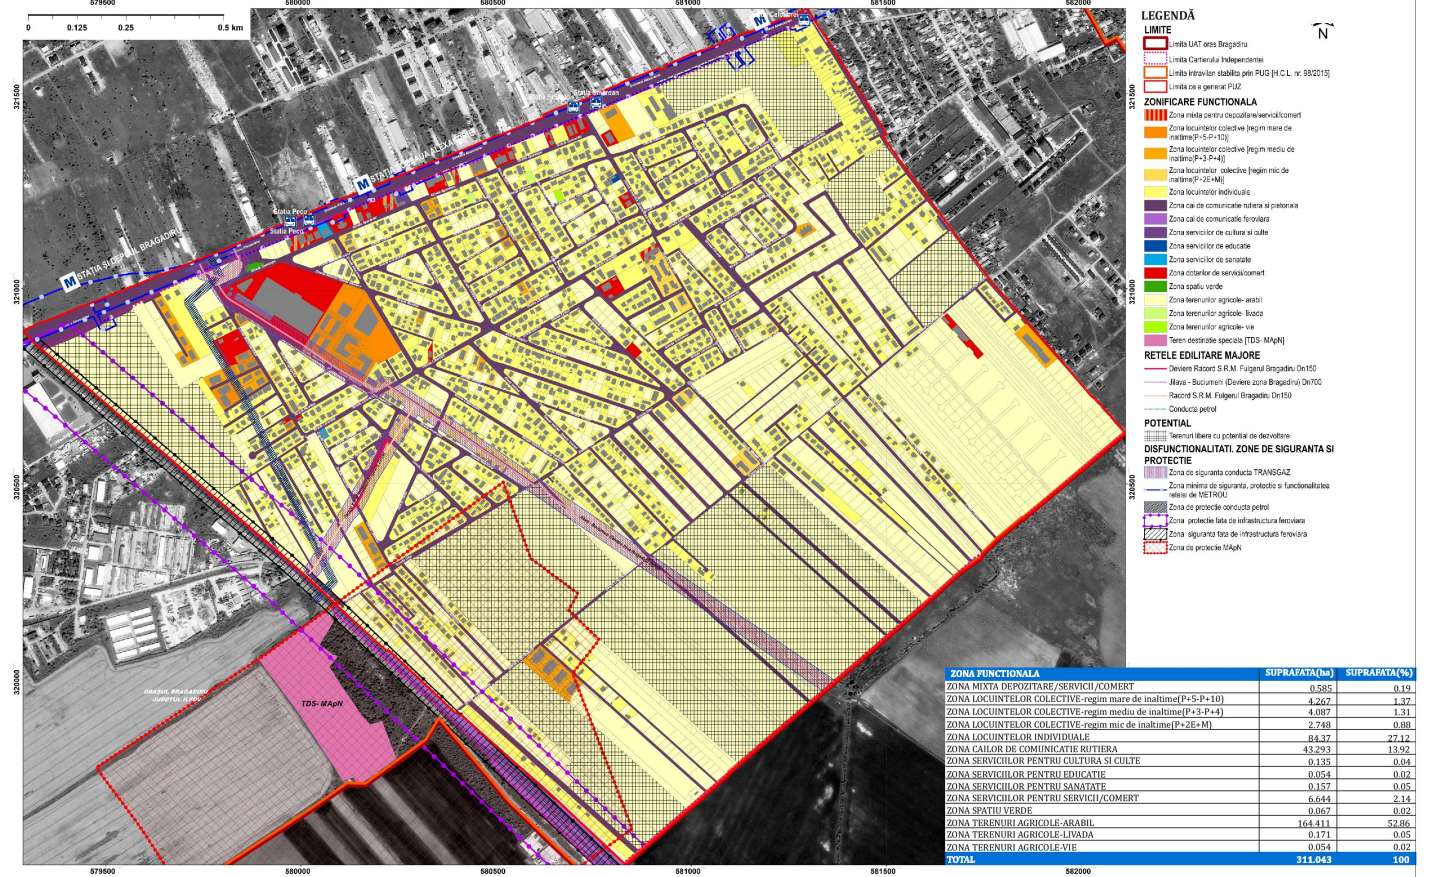 579500
580000
580500
581000
581500
582000
0 0.125 0.25 0.5 km
N
321500
321000
320500
320000
321500
321000
320500
STATIA SI DEPOUL BRAGADIRU
Statia Peco
Statia Peco
ORASUL BRAGADIRU
JUDETUL ILFOV
TDS- MApN
579500
580000
580500
581000
581500
582000
LEGENDĂ
LIMITE
Limita UAT oras Bragadiru
Limita Cartierului Independentei
Limita intravilan stabilita prin PUG [H.C.L. nr. 98/2015]
Limita ce a generat PUZ
ZONIFICARE FUNCTIONALA
Zona mixta pentru depozitare/servicii/comert
Zona locuintelor colective [regim mare de
inaltime(P+5-P+10)]
Zona locuintelor colective [regim mediu de
inaltime(P+3-P+4)]
Zona locuintelor colective [regim mic de
inaltime(P+2E+M)]
Zona locuintelor individuale
Zona cai de comunicatie rutiera si pietonala
Zona cai de comunicatie feroviara
Zona serviciilor de cultura si culte
Zona serviciilor de educatie
Zona serviciilor de sanatate
Zona dotarilor de servicii/comert
Zona spatiu verde
Zona terenurilor agricole- arabil
Zona terenurilor agricole- livada
Zona terenurilor agricole- vie
Teren destinatie speciala [TDS- MApN]
RETELE EDILITARE MAJORE
Deviere Racord S.R.M. Fulgerul Bragadiru Dn150
Jilava - Buciumeni (Deviere zona Bragadiru) Dn700
Racord S.R.M. Fulgerul Bragadiru Dn150
Conducta petrol
POTENTIAL
Terenuri libere cu potential de dezvoltare
DISFUNCTIONALITATI. ZONE DE SIGURANTA SI
PROTECTIE
Zona de siguranta conducta TRANSGAZ
Zona minima de siguranta, protectie si functionalitatea
retelei de METROU
Zona de protectie conducta petrol
Zona protectie fata de infrastructura feroviara
Zona siguranta fata de infrastructura feroviara
Zona de protectie MApN
ZONA FUNCTIONALA SUPRAFATA(ha) SUPRAFATA(%)
ZONA MIXTA DEPOZITARE/SERVICII/COMERT 0.585 0.19
ZONA LOCUINTELOR COLECTIVE-regim mare de inaltime(P+5-P+10) 4.267 1.37
ZONA LOCUINTELOR COLECTIVE-regim mediu de inaltime(P+3-P+4) 4.087 1.31
ZONA LOCUINTELOR COLECTIVE-regim mic de inaltime(P+2E+M) 2.748 0.88
ZONA LOCUINTELOR INDIVIDUALE 84.37 27.12
ZONA CAILOR DE COMUNICATIE RUTIERA 43.293 13.92
ZONA SERVICIILOR PENTRU CULTURA SI CULTE 0.135 0.04
ZONA SERVICIILOR PENTRU EDUCATIE 0.054 0.02
ZONA SERVICIILOR PENTRU SANATATE 0.157 0.05
ZONA SERVICIILOR PENTRU SERVICII/COMERT 6.644 2.14
ZONA SPATIU VERDE 0.067 0.02
ZONA TERENURI AGRICOLE-ARABIL 164.411 52.86
ZONA TERENURI AGRICOLE-LIVADA 0.171 0.05
ZONA TERENURI AGRICOLE-VIE 0.054 0.02
TOTAL 311.043 100